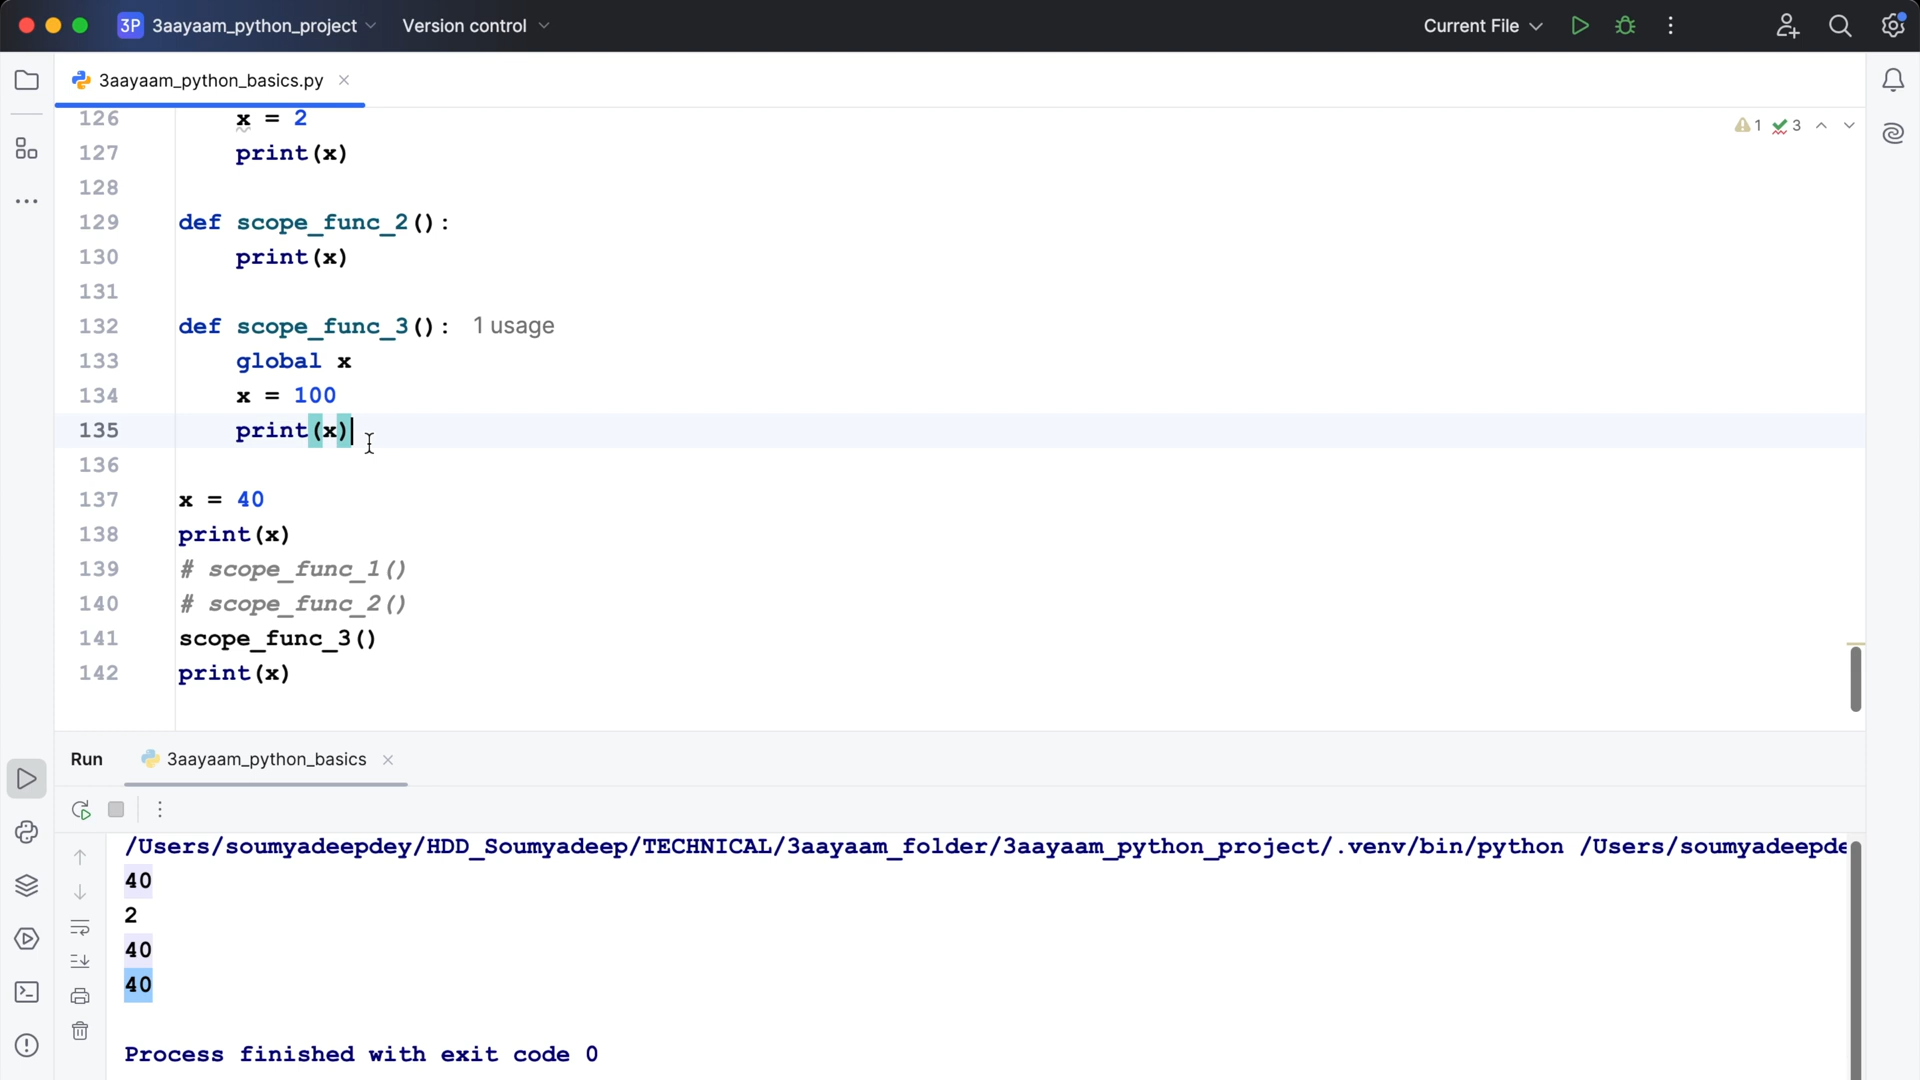 3P 3aayaam_python_project Version control Current File
3aayaam_python_basics.py
126 x = 2
127 print(x)
128
129 def scope_func_2():
130 print(x)
131
132 def scope_func_3(): 1 usage
133 global x
134 x = 100
135 print(x)
136
137 x = 40
138 print(x)
139 # scope_func_1()
140 # scope_func_2()
141 scope_func_3()
142 print(x)
1 3
Run 3aayaam_python_basics
/Users/soumyadeepdey/HDD_Soumyadeep/TECHNICAL/3aayaam_folder/3aayaam_python_project/.venv/bin/python /Users/soumyadeepde
40
2
40
40
Process finished with exit code 0